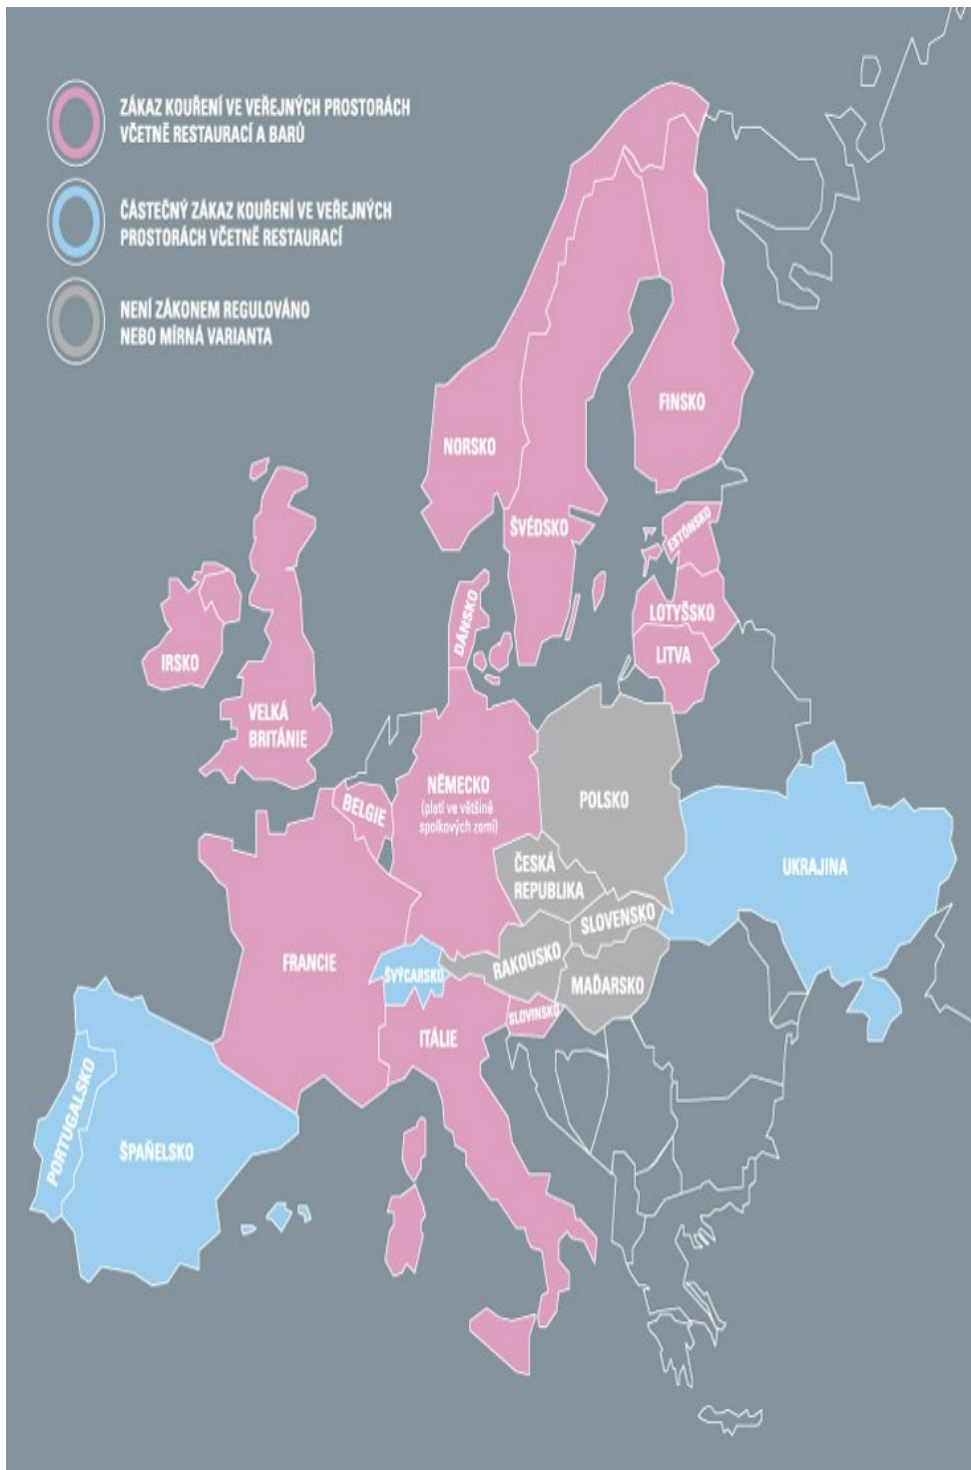 ZÁKAZ KOUŘENÍ VE VEŘEJNÝCH PROSTORÁCH
VČETNĚ RESTAURACÍ A BARŮ
ČÁSTEČNÝ ZÁKAZ KOUŘENÍ VE VEŘEJNÝCH
PROSTORÁCH VČETNĚ RESTAURACÍ
NENÍ ZÁKONEM REGULOVÁNO
NEBO MÍRNÁ VARIANTA
FINSKO
NORSKO
ŠVÉDSKO
ESTONSKO
DÁNSKO
LOTYŠSKO
LITVA
IRSKO
VELKÁ
BRITÁNIE
NĚMECKO
(platí ve většině
spolkových zemí)
BELGIE
POLSKO
ČESKÁ
REPUBLIKA
UKRAJINA
SLOVENSKO
FRANCIE
ŠVÝCARSKO
RAKOUSKO
MAĎARSKO
SLOVINSKO
ITÁLIE
PORTUGALSKO
ŠPAŇELSKO